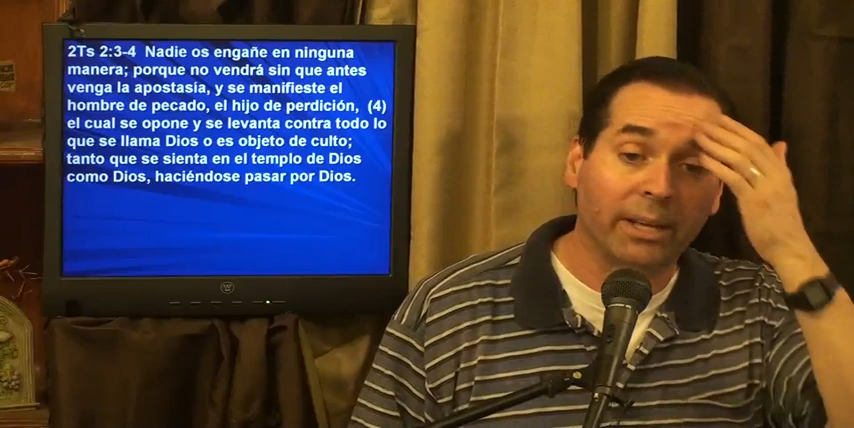 2Ts 2:3-4 Nadie os engañe en ninguna
manera; porque no vendrá sin que antes
venga la apostasía, y se manifieste el
hombre de pecado, el hijo de perdición, (4)
el cual se opone y se levanta contra todo lo
que se llama Dios o es objeto de culto;
tanto que se sienta en el templo de Dios
como Dios, haciéndose pasar por Dios.